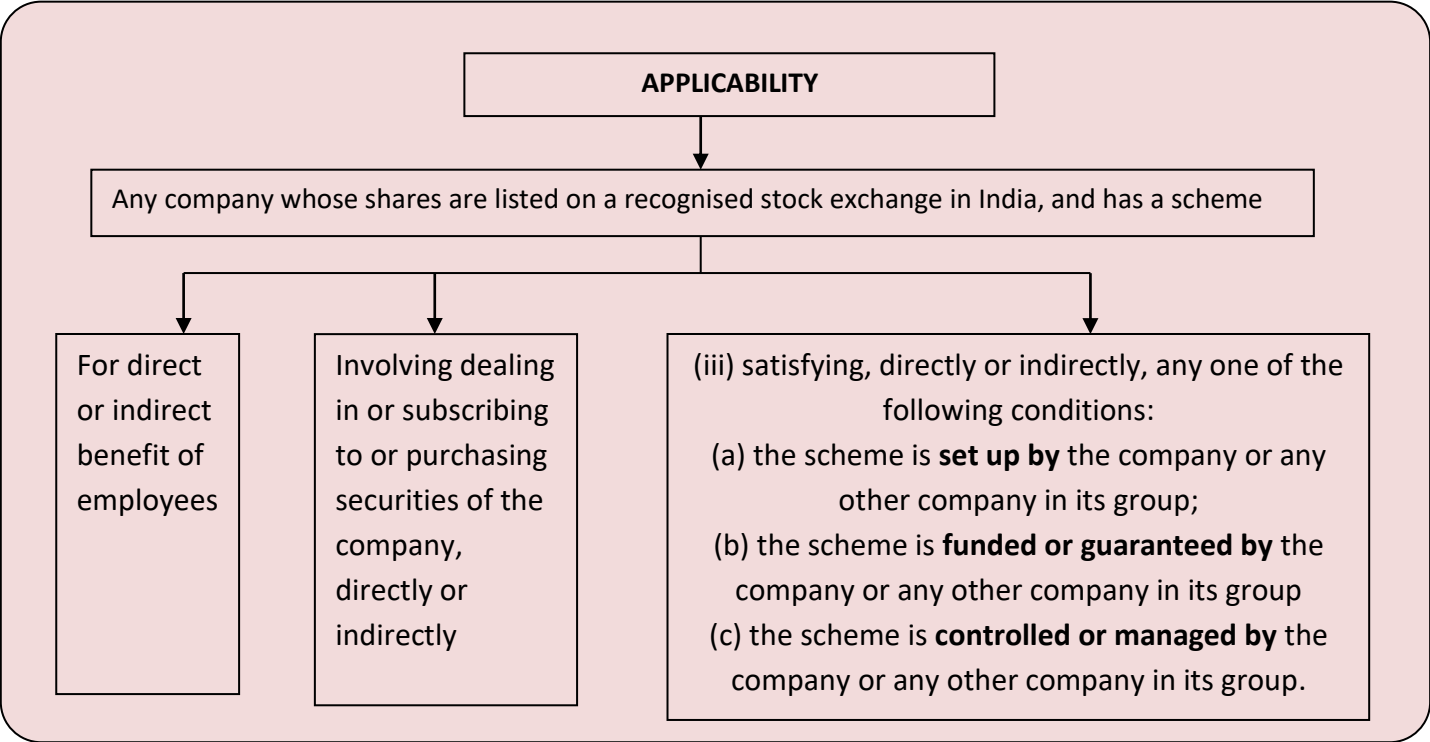 APPLICABILITY
Any company whose shares are listed on a recognised stock exchange in India, and has a scheme
For direct
or indirect
benefit of
employees
Involving dealing
in or subscribing
to or purchasing
securities of the
company,
directly or
indirectly
(iii) satisfying, directly or indirectly, any one of the
following conditions:
(a) the scheme is set up by the company or any
other company in its group;
(b) the scheme is funded or guaranteed by the
company or any other company in its group
(c) the scheme is controlled or managed by the
company or any other company in its group.